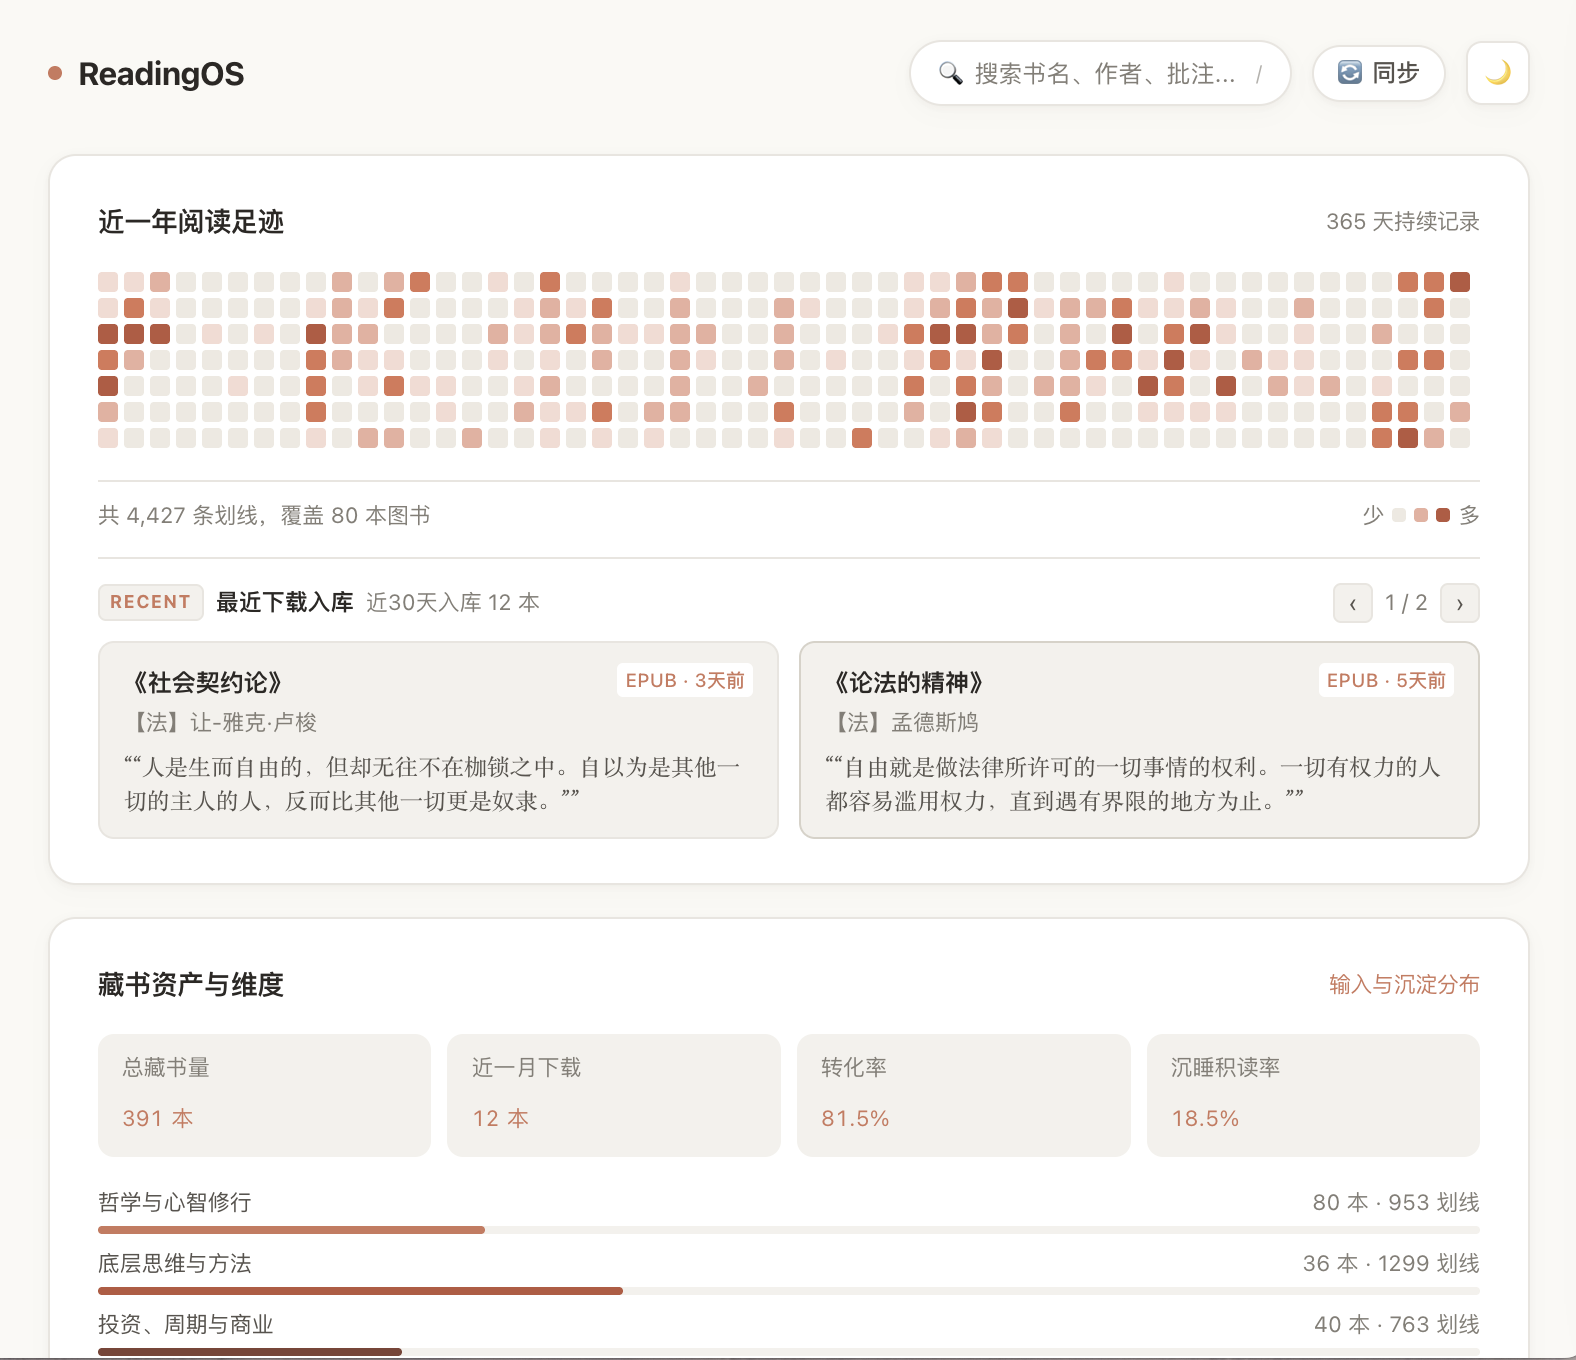 ReadingOS
搜索书名、作者、批注... /
同步
近一年阅读足迹
365 天持续记录
共 4,427 条划线，覆盖 80 本图书
少 多
RECENT 最近下载入库 近30天入库 12 本
‹ 1 / 2 ›
《社会契约论》
EPUB · 3天前
【法】让-雅克·卢梭
““人是生而自由的，但却无往不在枷锁之中。自以为是其他一
切的主人的人，反而比其他一切更是奴隶。””
《论法的精神》
EPUB · 5天前
【法】孟德斯鸠
““自由就是做法律所许可的一切事情的权利。一切有权力的人
都容易滥用权力，直到遇有界限的地方为止。””
藏书资产与维度
输入与沉淀分布
总藏书量
391 本
近一月下载
12 本
转化率
81.5%
沉睡积读率
18.5%
哲学与心智修行
80 本 · 953 划线
底层思维与方法
36 本 · 1299 划线
投资、周期与商业
40 本 · 763 划线